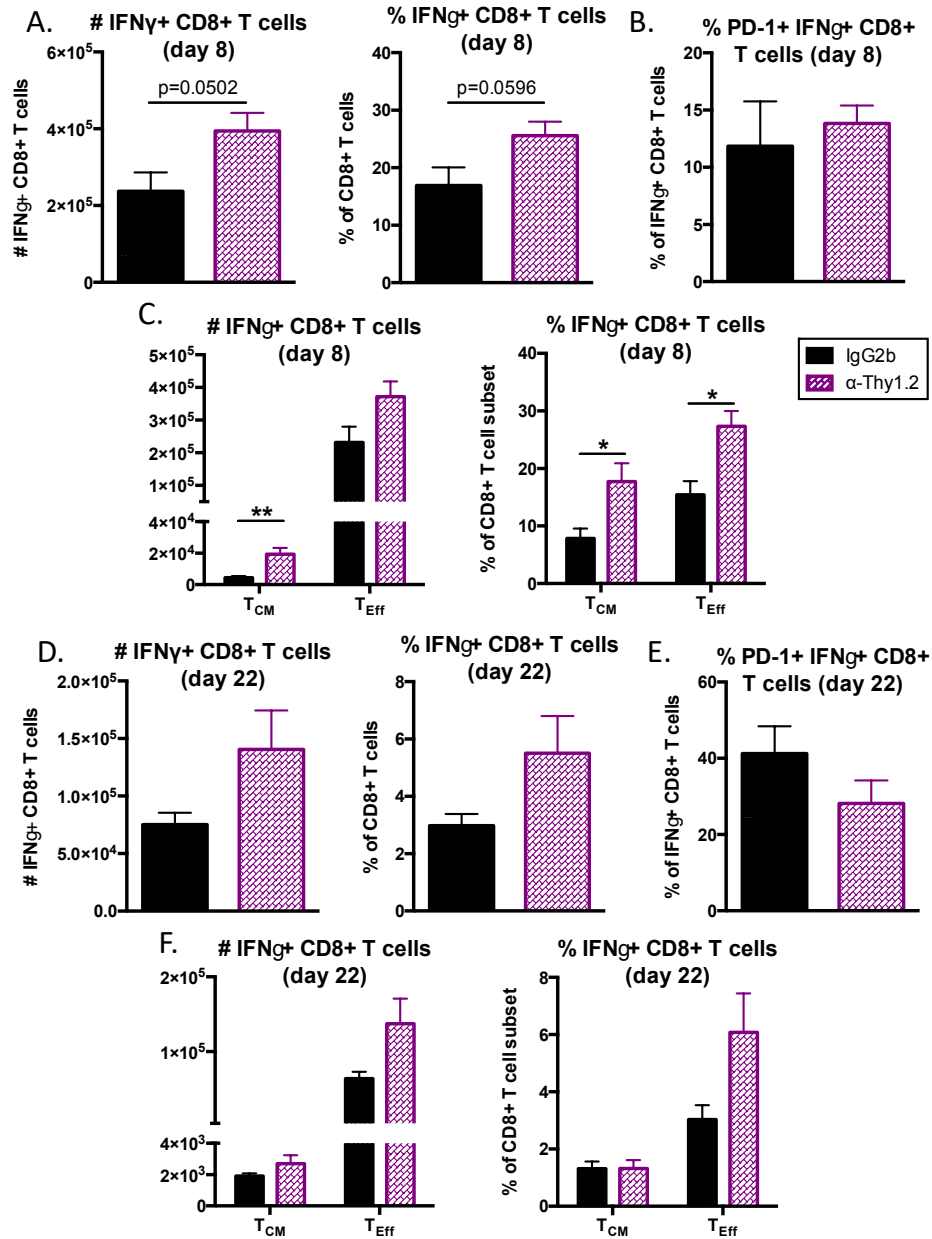 A.
# IFNγ+ CD8+ T cells
(day 8)
# IFNg+ CD8+ T cells
6×10⁵
4×10⁵
2×10⁵
0
p=0.0502
% IFNg+ CD8+ T cells
(day 8)
% of CD8+ T cells
40
30
20
10
0
p=0.0596
B.
% PD-1+ IFNg+ CD8+
T cells (day 8)
% of IFNg+ CD8+ T cells
20
15
10
5
0
C.
# IFNg+ CD8+ T cells
(day 8)
5×10⁵
4×10⁵
3×10⁵
2×10⁵
1×10⁵
4×10⁴
2×10⁴
0
**
T_CM
T_Eff
% IFNg+ CD8+ T cells
(day 8)
% of CD8+ T cell subset
40
30
20
10
0
*
*
T_CM
T_Eff
IgG2b
α-Thy1.2
D.
# IFNγ+ CD8+ T cells
(day 22)
# IFNg+ CD8+ T cells
2.0×10⁵
1.5×10⁵
1.0×10⁵
5.0×10⁴
0.0
% IFNg+ CD8+ T cells
(day 22)
% of CD8+ T cells
8
6
4
2
0
E.
% PD-1+ IFNg+ CD8+
T cells (day 22)
% of IFNg+ CD8+ T cells
60
40
20
0
F.
# IFNg+ CD8+ T cells
(day 22)
2×10⁵
1×10⁵
4×10³
2×10³
0
T_CM
T_Eff
% IFNg+ CD8+ T cells
(day 22)
% of CD8+ T cell subset
8
6
4
2
0
T_CM
T_Eff